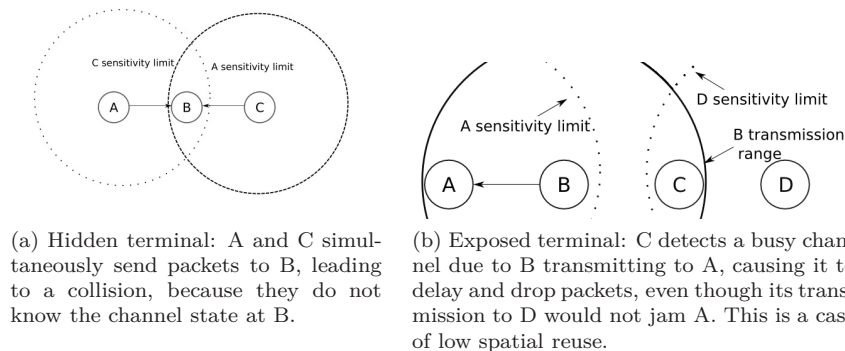 C sensitivity limit
A sensitivity limit
A
B
C
A sensitivity limit
D sensitivity limit
B transmission
range
A
B
C
D
(a) Hidden terminal: A and C simul-
taneously send packets to B, leading
to a collision, because they do not
know the channel state at B.
(b) Exposed terminal: C detects a busy chan
nel due to B transmitting to A, causing it t
delay and drop packets, even though its trans
mission to D would not jam A. This is a cas
of low spatial reuse.